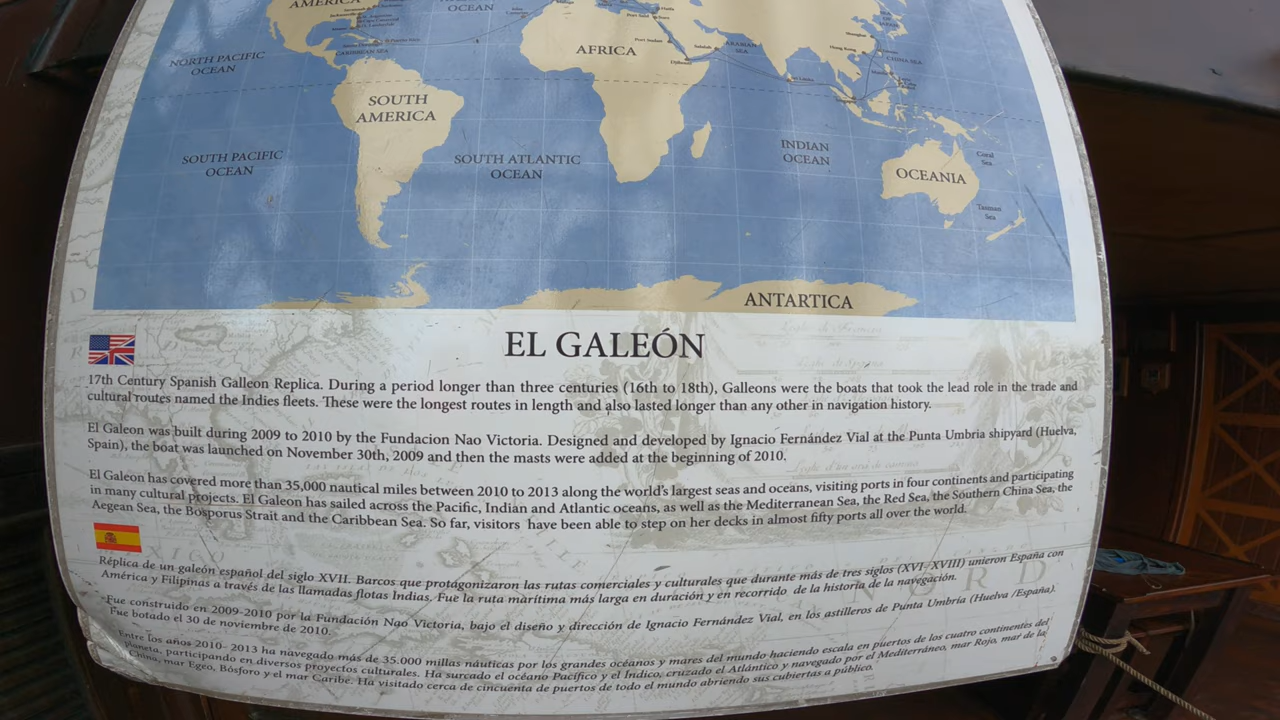 AMERICA
OCEAN
NORTH PACIFIC
OCEAN
CARIBBEAN SEA
AFRICA
Port Sudan
Salalah
Djibouti
ARABIAN
SEA
Shanghai
Hong Kong
CHINA SEA
SOUTH
AMERICA
SOUTH PACIFIC
OCEAN
SOUTH ATLANTIC
OCEAN
INDIAN
OCEAN
OCEANIA
Coral
Sea
Tasman
Sea
ANTARTICA
EL GALEÓN
17th Century Spanish Galleon Replica. During a period longer than three centuries (16th to 18th), Galleons were the boats that took the lead role in the trade and
cultural routes named the Indies fleets. These were the longest routes in length and also lasted longer than any other in navigation history.
El Galeon was built during 2009 to 2010 by the Fundacion Nao Victoria. Designed and developed by Ignacio Fernández Vial at the Punta Umbria shipyard (Huelva,
Spain), the boat was launched on November 30th, 2009 and then the masts were added at the beginning of 2010.
El Galeon has covered more than 35,000 nautical miles between 2010 to 2013 along the world's largest seas and oceans, visiting ports in four continents and participating
in many cultural projects. El Galeon has sailed across the Pacific, Indian and Atlantic oceans, as well as the Mediterranean Sea, the Red Sea, the Southern China Sea, the
Aegean Sea, the Bosporus Strait and the Caribbean Sea. So far, visitors have been able to step on her decks in almost fifty ports all over the world.
Réplica de un galeón español del siglo XVII. Barcos que protagonizaron las rutas comerciales y culturales que durante más de tres siglos (XVI-XVIII) unieron España con
América y Filipinas a través de las llamadas flotas Indias. Fue la ruta marítima más larga en duración y en recorrido de la historia de la navegación.
Fue construido en 2009-2010 por la Fundación Nao Victoria, bajo el diseño y dirección de Ignacio Fernández Vial, en los astilleros de Punta Umbría (Huelva /España).
Fue botado el 30 de noviembre de 2010.
Entre los años 2010- 2013 ha navegado más de 35.000 millas náuticas por los grandes océanos y mares del mundo haciendo escala en puertos de los cuatro continentes del
planeta, participando en diversos proyectos culturales. Ha surcado el océano Pacífico y el Índico, cruzado el Atlántico y navegado por el Mediterráneo, mar Rojo, mar de la
China, mar Egeo, Bósforo y el mar Caribe. Ha visitado cerca de cincuenta de puertos de todo el mundo abriendo sus cubiertas a público.